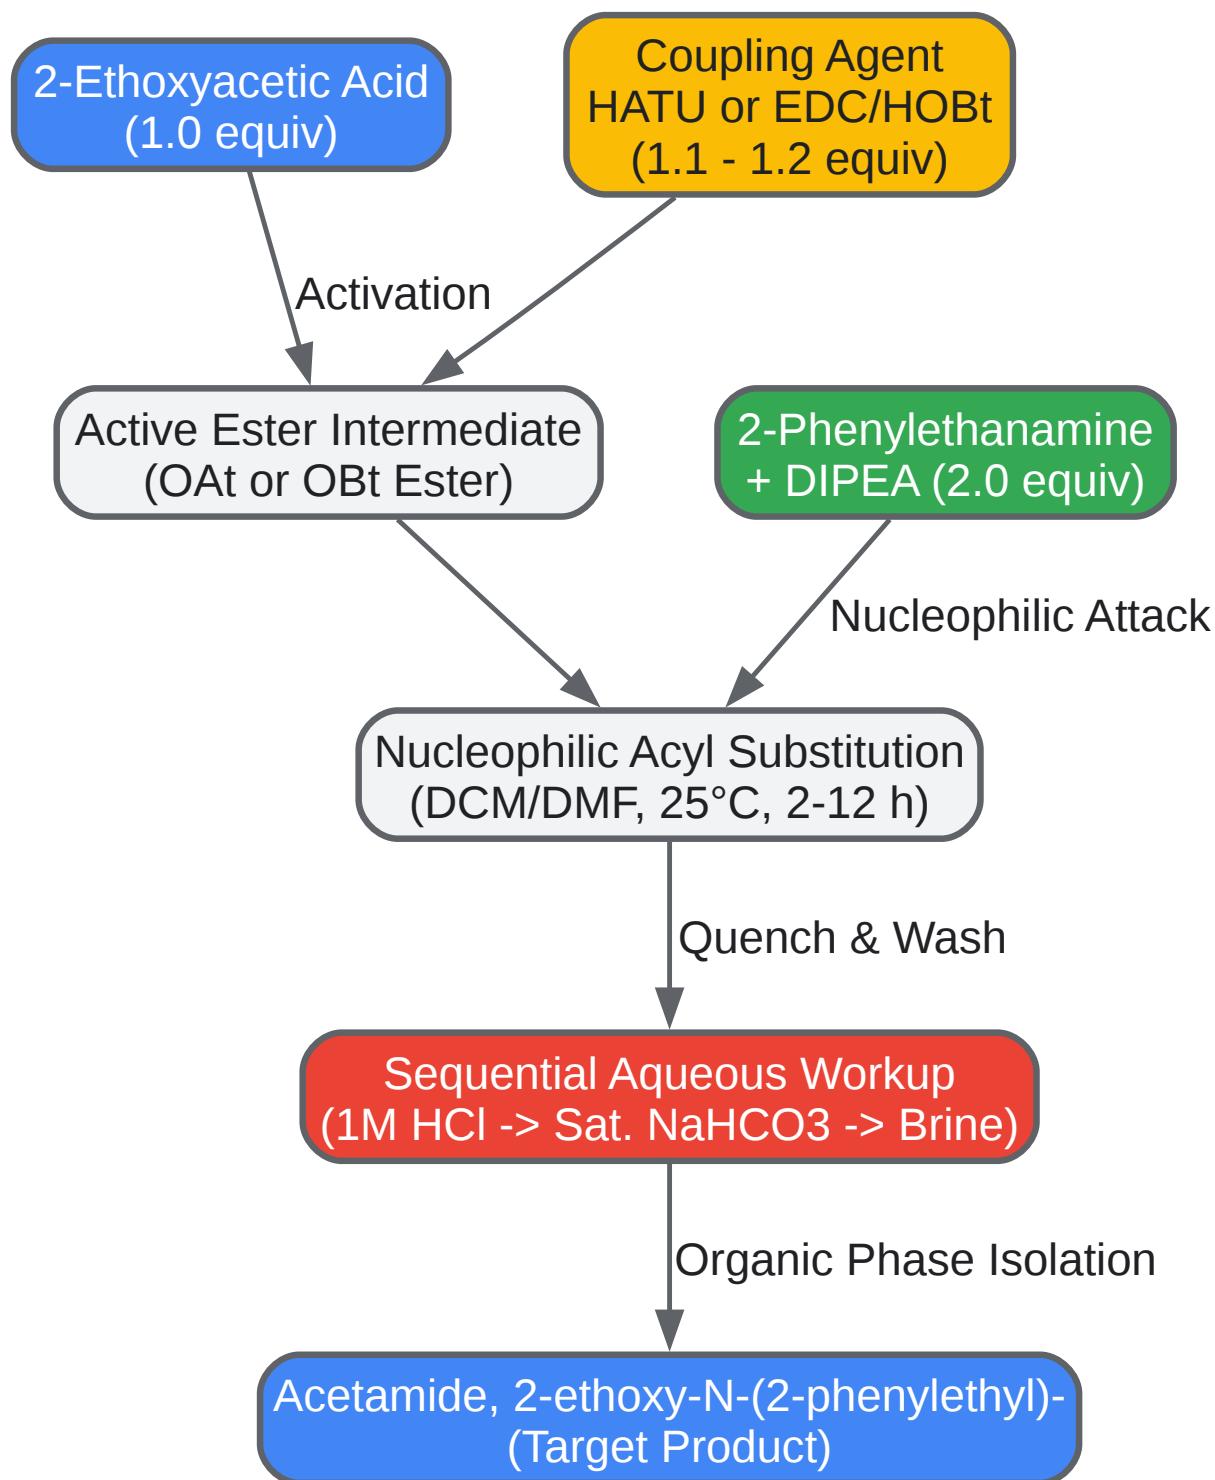 2-Ethoxyacetic Acid
(1.0 equiv)
Coupling Agent
HATU or EDC/HOBt
(1.1 - 1.2 equiv)
Activation
Active Ester Intermediate
(OAt or OBt Ester)
2-Phenylethanamine
+ DIPEA (2.0 equiv)
Nucleophilic Attack
Nucleophilic Acyl Substitution
(DCM/DMF, 25°C, 2-12 h)
Quench & Wash
Sequential Aqueous Workup
(1M HCl -> Sat. NaHCO3 -> Brine)
Organic Phase Isolation
Acetamide, 2-ethoxy-N-(2-phenylethyl)-
(Target Product)